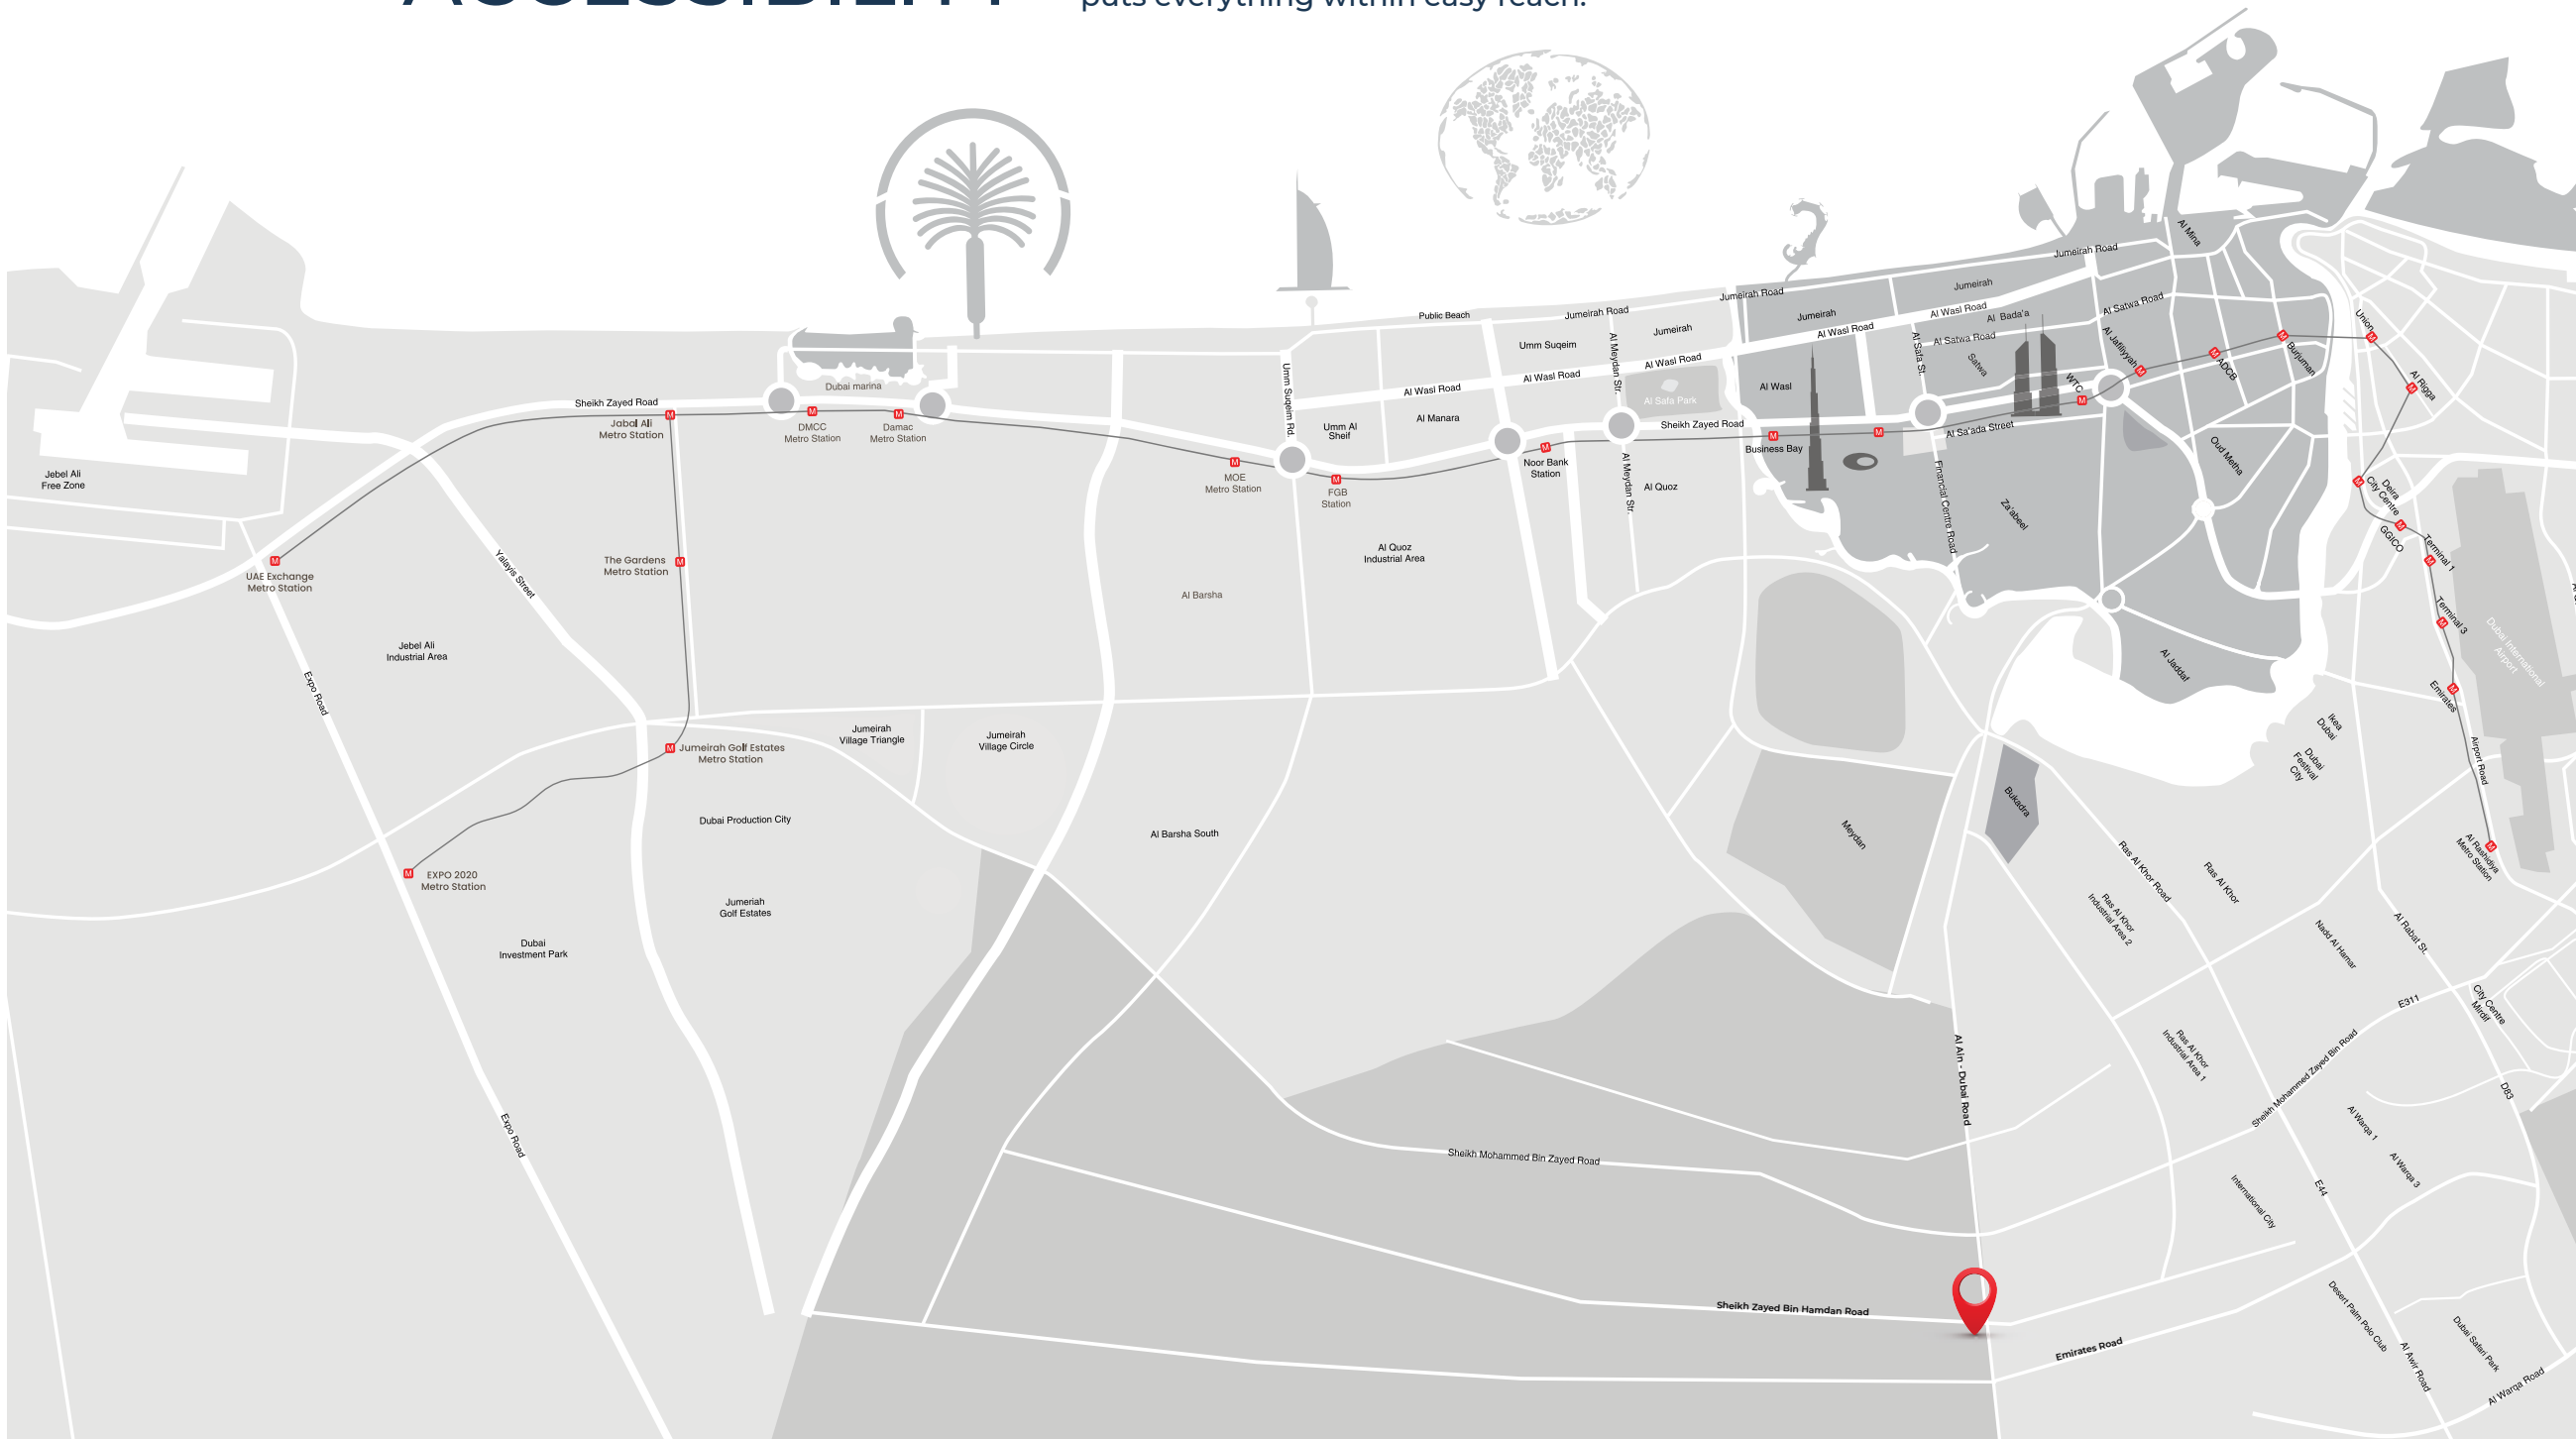 ACCESSIBILITY
puts everything within easy reach.
Al Mina
Jumeirah Road
Jumeirah
Jumeirah Road
Al Satwa Road
Al Wasl Road
Al Bada'a
Jumeirah
Jumeirah Road
Public Beach
Jumeirah
Al Wasl Road
Al Satwa Road
Al Safa St.
Satwa
Al Jafiliyyah
Union
Burjuman
ADCB
Al Rigga
WTC
Umm Suqeim
Al Meydan Str.
Al Wasl Road
Al Wasl Road
Al Wasl Road
Al Wasl
Al Safa Park
Umm Suqeim Rd.
Dubai marina
Sheikh Zayed Road
Jabal Ali
Metro Station
DMCC
Metro Station
Damac
Metro Station
Umm Al
Sheif
Al Manara
Sheikh Zayed Road
Al Sa'ada Street
Business Bay
Oud Metha
Jebel Ali
Free Zone
MOE
Metro Station
FGB
Station
Noor Bank
Station
Al Meydan Str.
Al Quoz
Financial Centre Road
Za'abeel
Deira
City Centre
GGICO
Terminal 1
Terminal 3
Emirates
Dubai International
Airport
UAE Exchange
Metro Station
Yalayis Street
The Gardens
Metro Station
Al Quoz
Industrial Area
Al Barsha
Jebel Ali
Industrial Area
Expo Road
Al Jaddaf
Jumeirah Golf Estates
Metro Station
Jumeirah
Village Triangle
Jumeirah
Village Circle
Ikea
Dubai
Dubai
Festival
City
Airport Road
Bukadra
Meydan
Dubai Production City
Al Barsha South
EXPO 2020
Metro Station
Jumeriah
Golf Estates
Dubai
Investment Park
Ras Al Khor Road
Ras Al Khor
Ras Al Khor
Industrial Area 2
Al Rashidiya
Metro Station
Nadd Al Hamar
Al Rabat St.
E311
City Centre
Mirdif
Al Ain - Dubai Road
Ras Al Khor
Industrial Area 1
Sheikh Mohammed Zayed Bin Road
D83
Expo Road
Al Warqa 1
Al Warqa 3
Sheikh Mohammed Bin Zayed Road
International City
E44
Sheikh Zayed Bin Hamdan Road
Emirates Road
Desert Palm Polo Club
Dubai Safari Park
Al Awir Road
Al Warqa Road